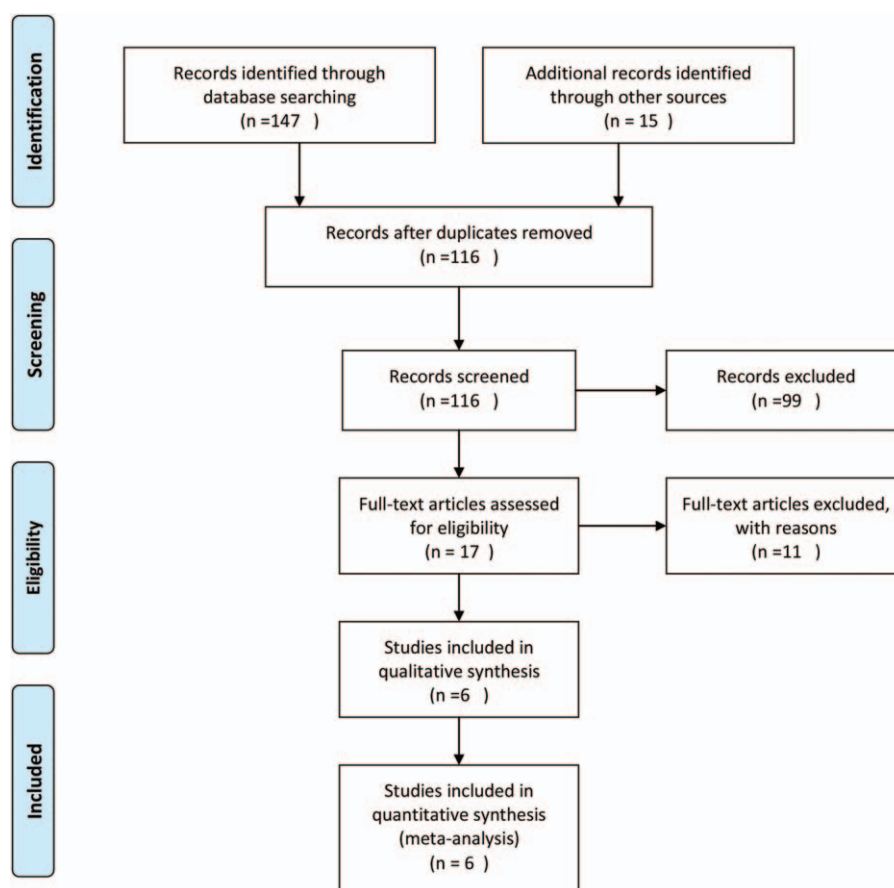 Identification
Records identified through
database searching
(n =147 )
Additional records identified
through other sources
(n = 15 )
Records after duplicates removed
(n =116 )
Screening
Records screened
(n =116 )
Records excluded
(n =99 )
Eligibility
Full-text articles assessed
for eligibility
(n = 17 )
Full-text articles excluded,
with reasons
(n =11 )
Studies included in
qualitative synthesis
(n =6 )
Included
Studies included in
quantitative synthesis
(meta-analysis)
(n = 6 )